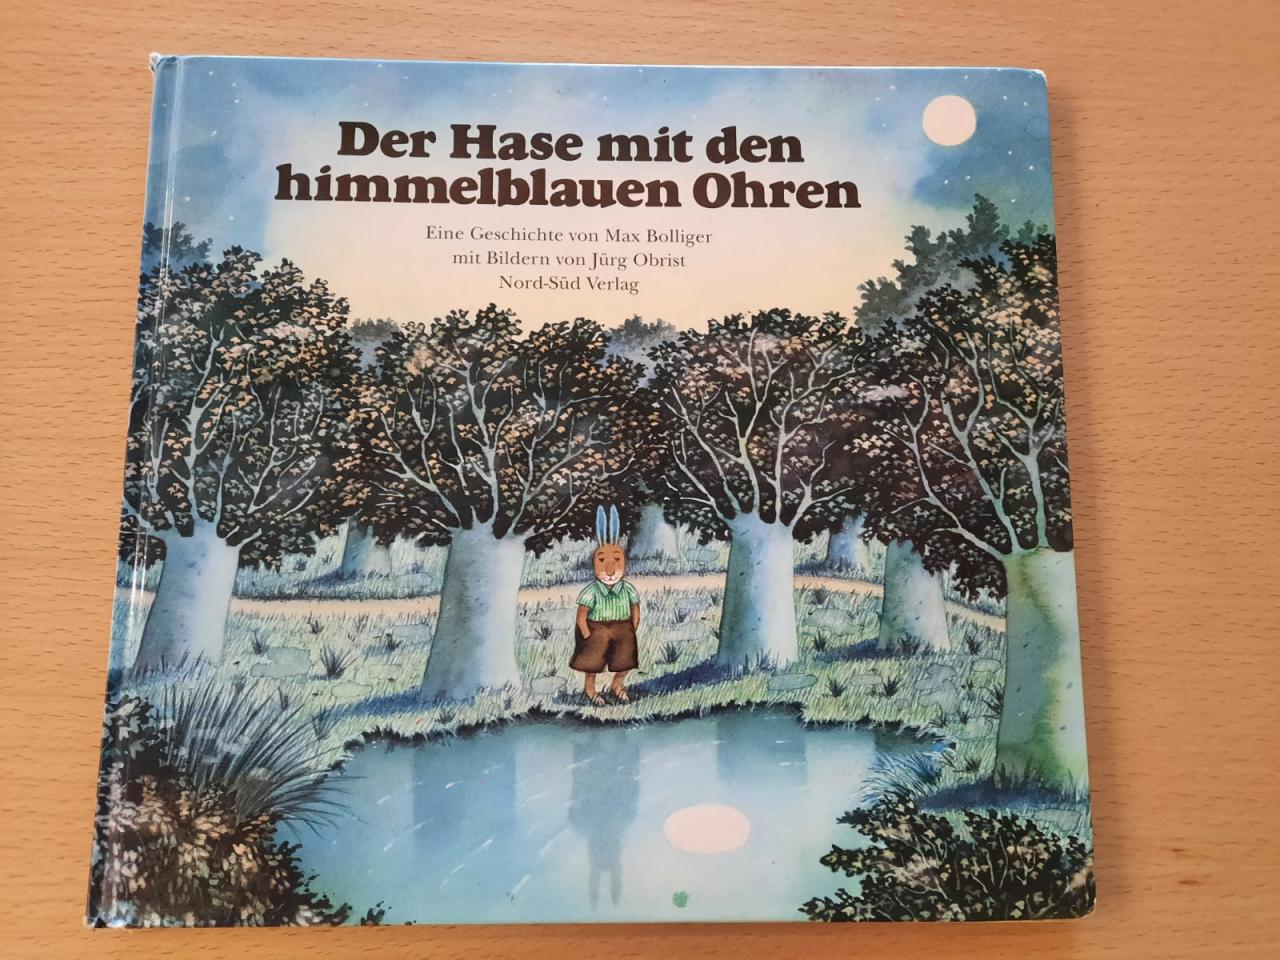 Der Hase mit den
himmelblauen Ohren
Eine Geschichte von Max Bolliger
mit Bildern von Jürg Obrist
Nord-Süd Verlag